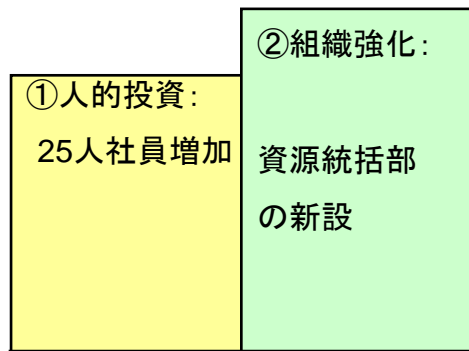 ①人的投資：
25人社員増加
②組織強化：
資源統括部
の新設